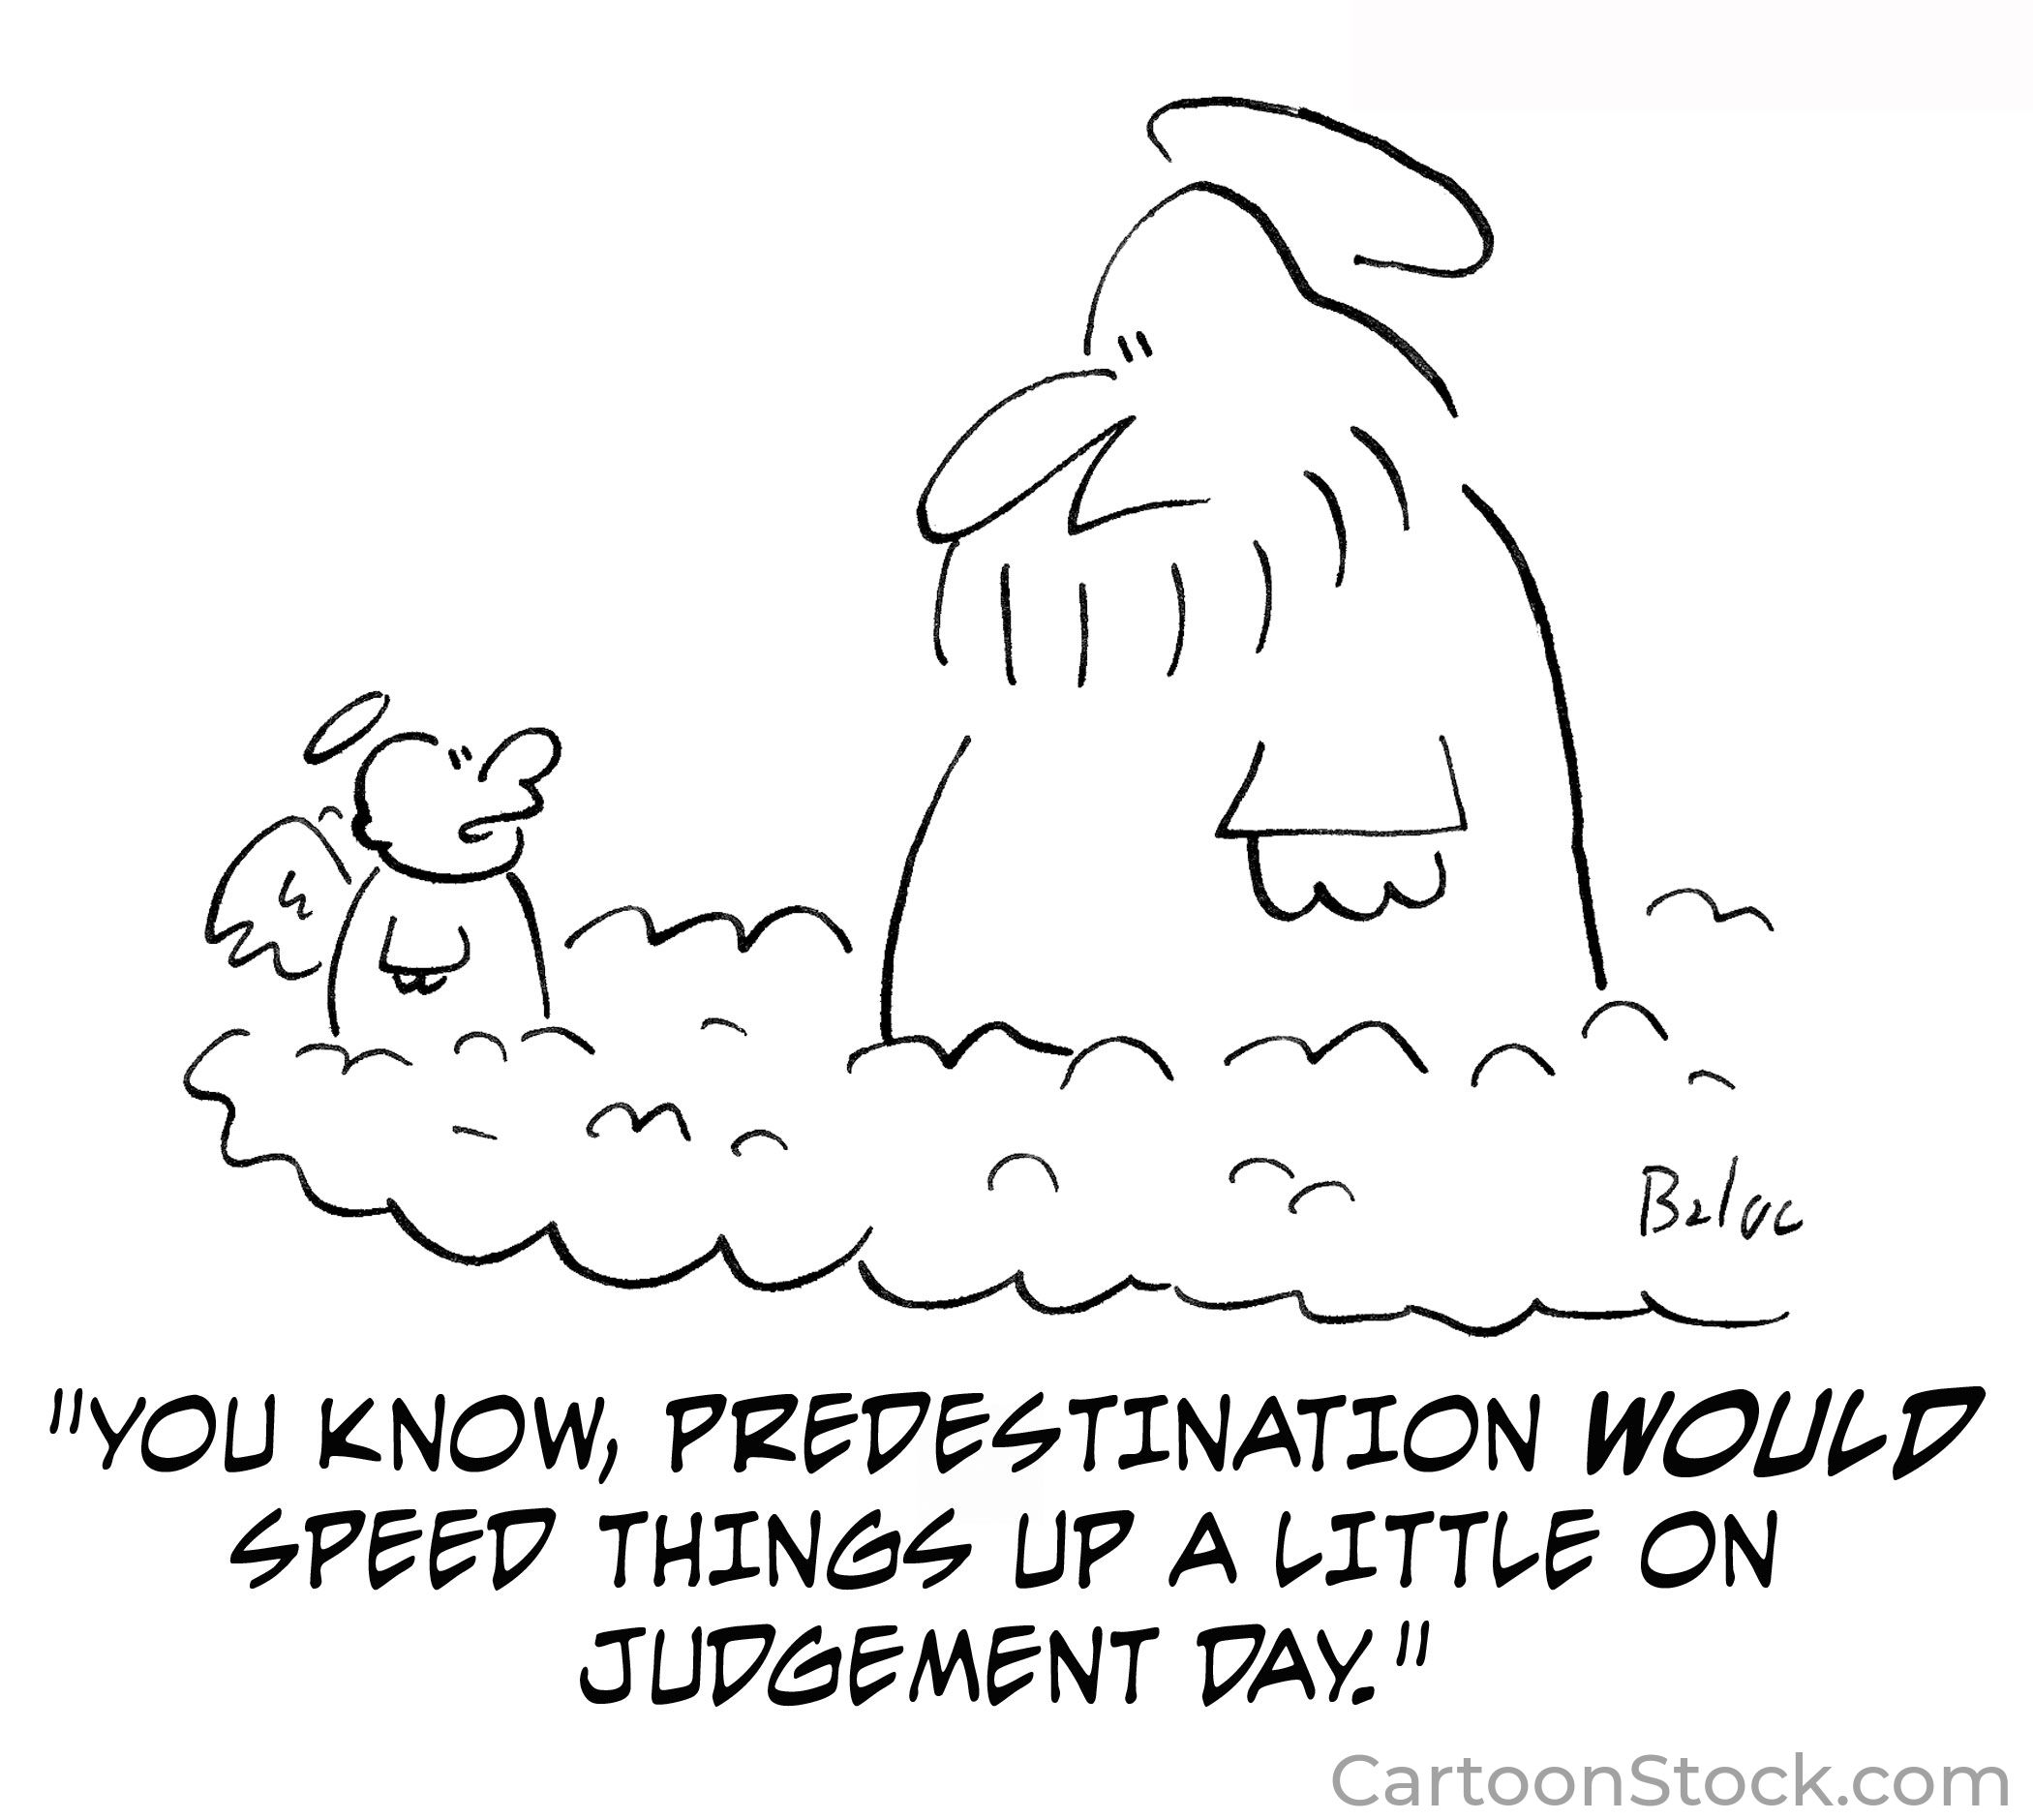 Baloo
"YOU KNOW, PREDESTINATION WOULD
SPEED THINGS UP A LITTLE ON
JUDGEMENT DAY."
CartoonStock.com